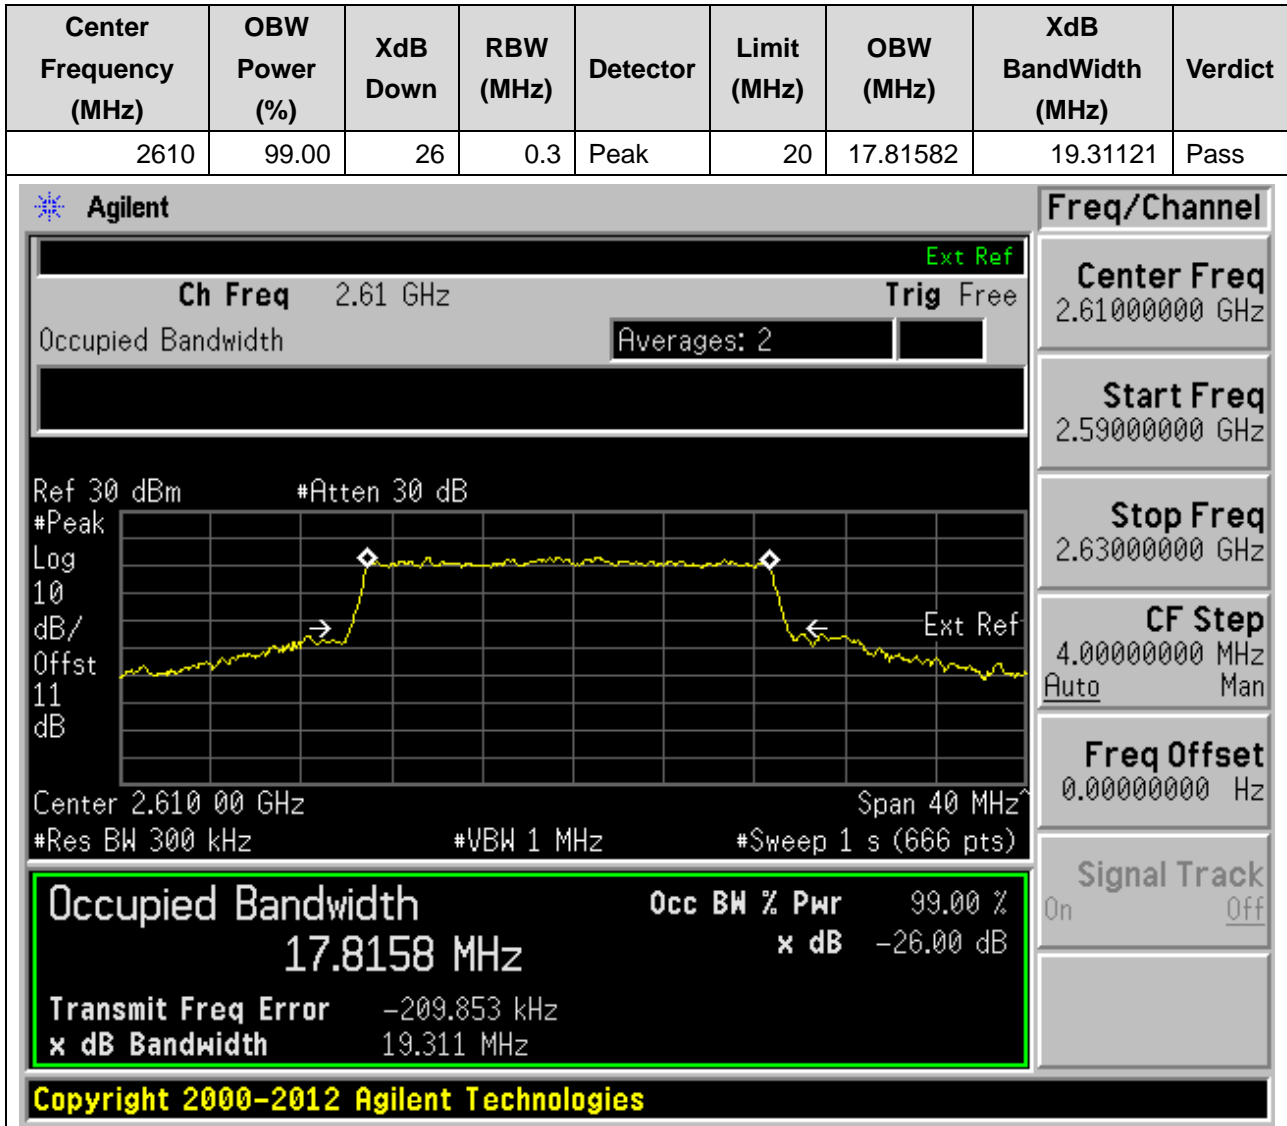 Center Frequency (MHz) OBW Power (%) XdB Down RBW (MHz) Detector Limit (MHz) OBW (MHz) XdB BandWidth (MHz) Verdict
2610 99.00 26 0.3 Peak 20 17.81582 19.31121 Pass
Agilent
Freq/Channel
Ext Ref
Ch Freq 2.61 GHz Trig Free
Occupied Bandwidth Averages: 2
Center Freq
2.61000000 GHz
Start Freq
2.59000000 GHz
Stop Freq
2.63000000 GHz
CF Step
4.00000000 MHz
Auto Man
Freq Offset
0.00000000 Hz
Signal Track
On Off
Ref 30 dBm #Atten 30 dB
#Peak
Log
10
dB/
Offst
11
dB
Ext Ref
Center 2.610 00 GHz Span 40 MHz^
#Res BW 300 kHz #VBW 1 MHz #Sweep 1 s (666 pts)
Occupied Bandwidth Occ BW % Pwr 99.00 %
17.8158 MHz x dB -26.00 dB
Transmit Freq Error -209.853 kHz
x dB Bandwidth 19.311 MHz
Copyright 2000-2012 Agilent Technologies